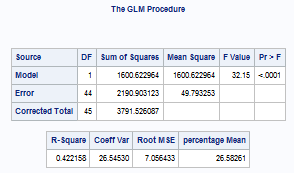 The GLM Procedure
Source DF Sum of Squares Mean Square F Value Pr > F
Model 1 1600.622964 1600.622964 32.15 <.0001
Error 44 2190.903123 49.793253
Corrected Total 45 3791.526087
R-Square Coeff Var Root MSE percentage Mean
0.422158 26.54530 7.056433 26.58261